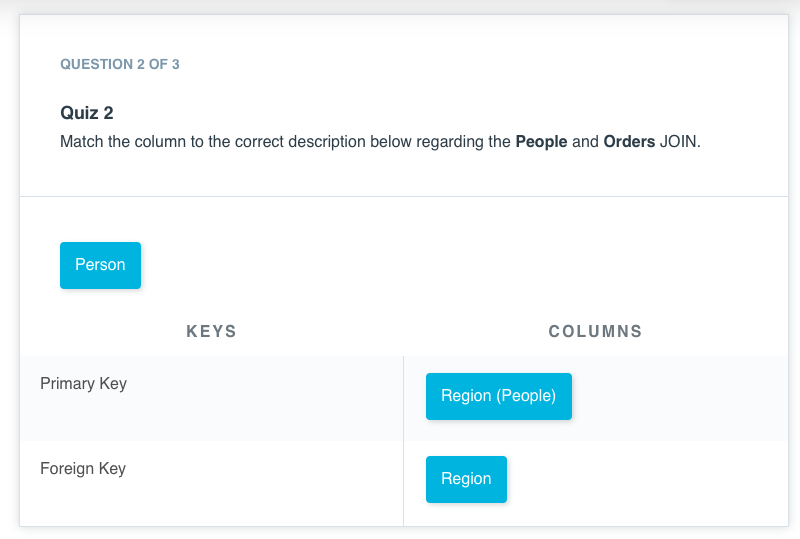 QUESTION 2 OF 3
Quiz 2
Match the column to the correct description below regarding the People and Orders JOIN.
Person
KEYS COLUMNS
Primary Key Region (People)
Foreign Key Region